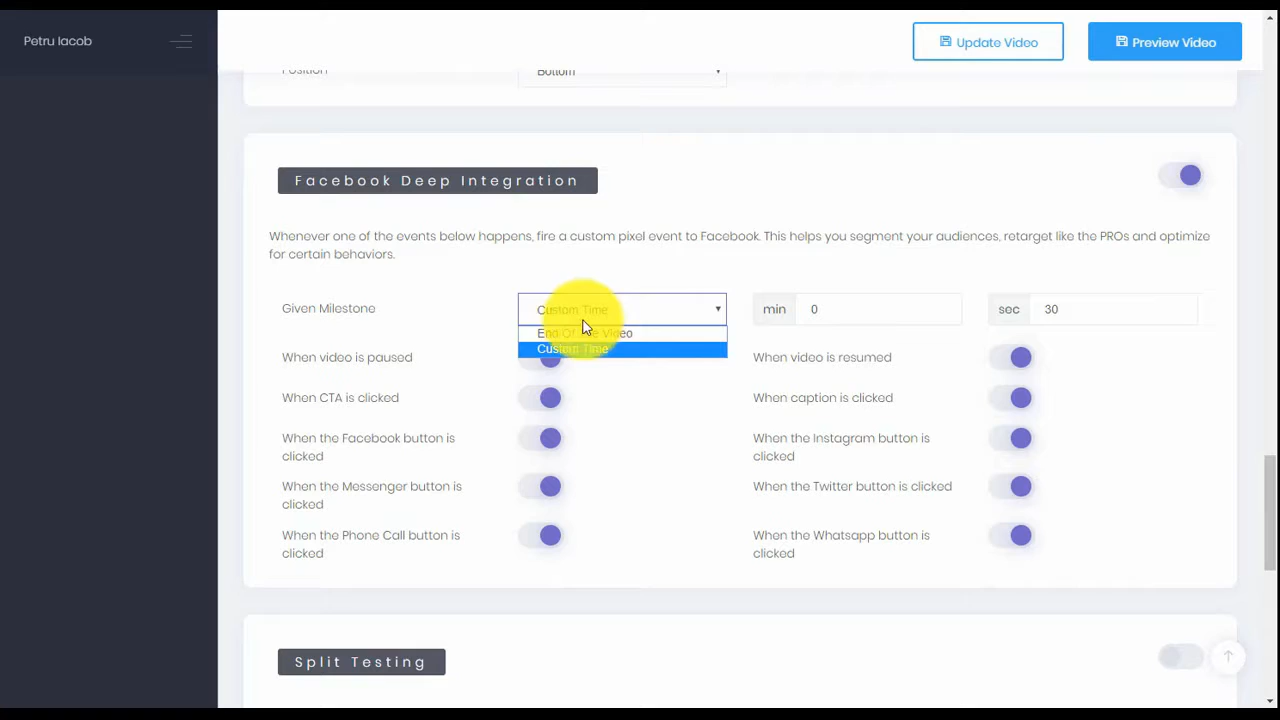 Petru Iacob
Update Video
Preview Video
Position
Bottom
Facebook Deep Integration
Whenever one of the events below happens, fire a custom pixel event to Facebook. This helps you segment your audiences, retarget like the PROs and optimize
for certain behaviors.
Given Milestone
Custom Time
min
0
sec
30
End Of The Video
Custom Time
When video is paused
When video is resumed
When CTA is clicked
When caption is clicked
When the Facebook button is
clicked
When the Instagram button is
clicked
When the Messenger button is
clicked
When the Twitter button is clicked
When the Phone Call button is
clicked
When the Whatsapp button is
clicked
Split Testing